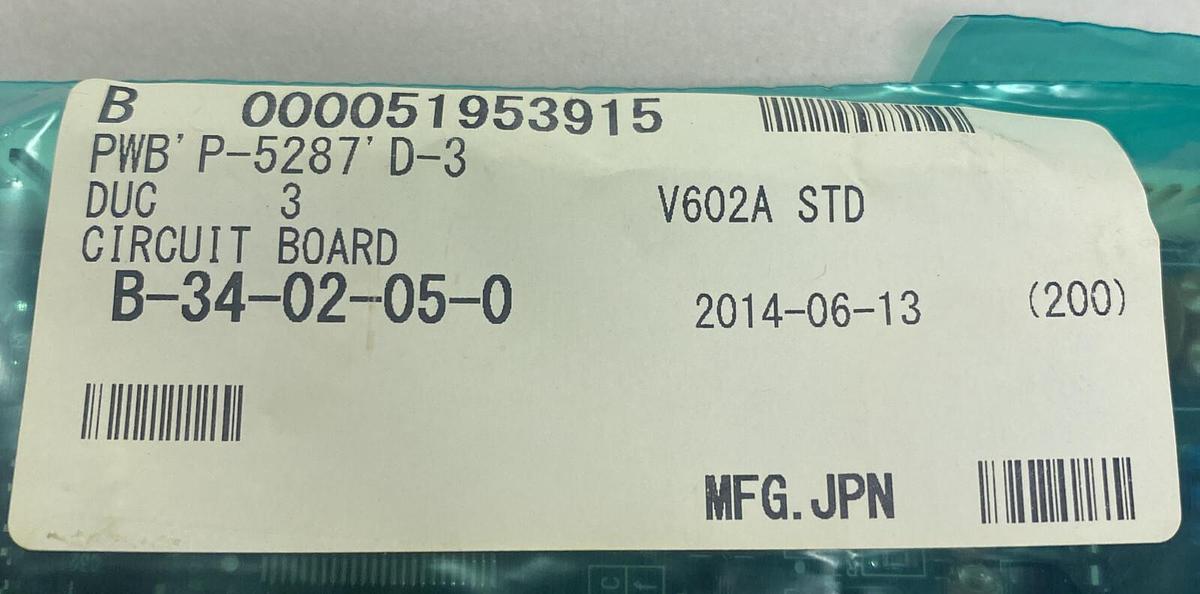 B 000051953915
PWB'P-5287'D-3
DUC 3 V602A STD
CIRCUIT BOARD
B-34-02-05-0 2014-06-13 (200)
MFG.JPN
c f